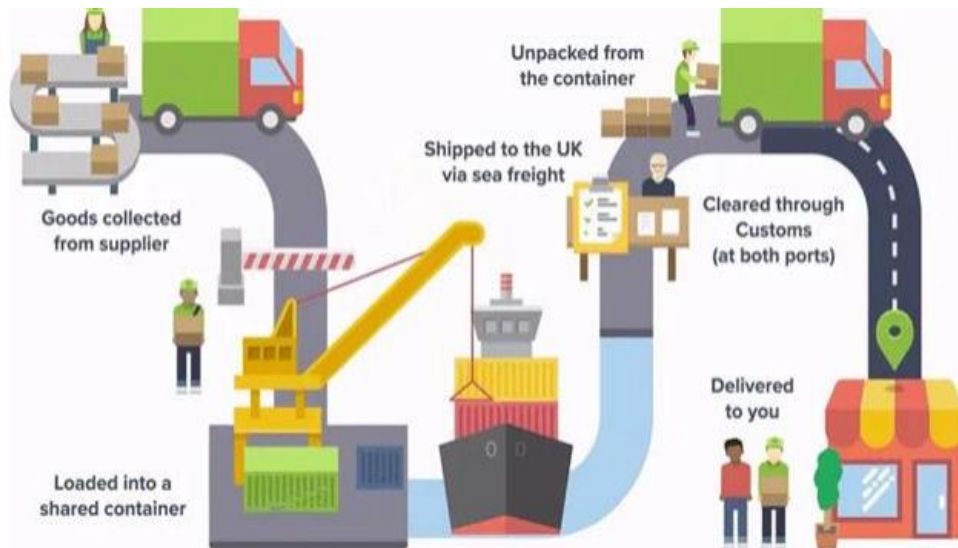 Goods collected
from supplier
Loaded into a
shared container
Shipped to the UK
via sea freight
Cleared through
Customs
(at both ports)
Unpacked from
the container
Delivered
to you